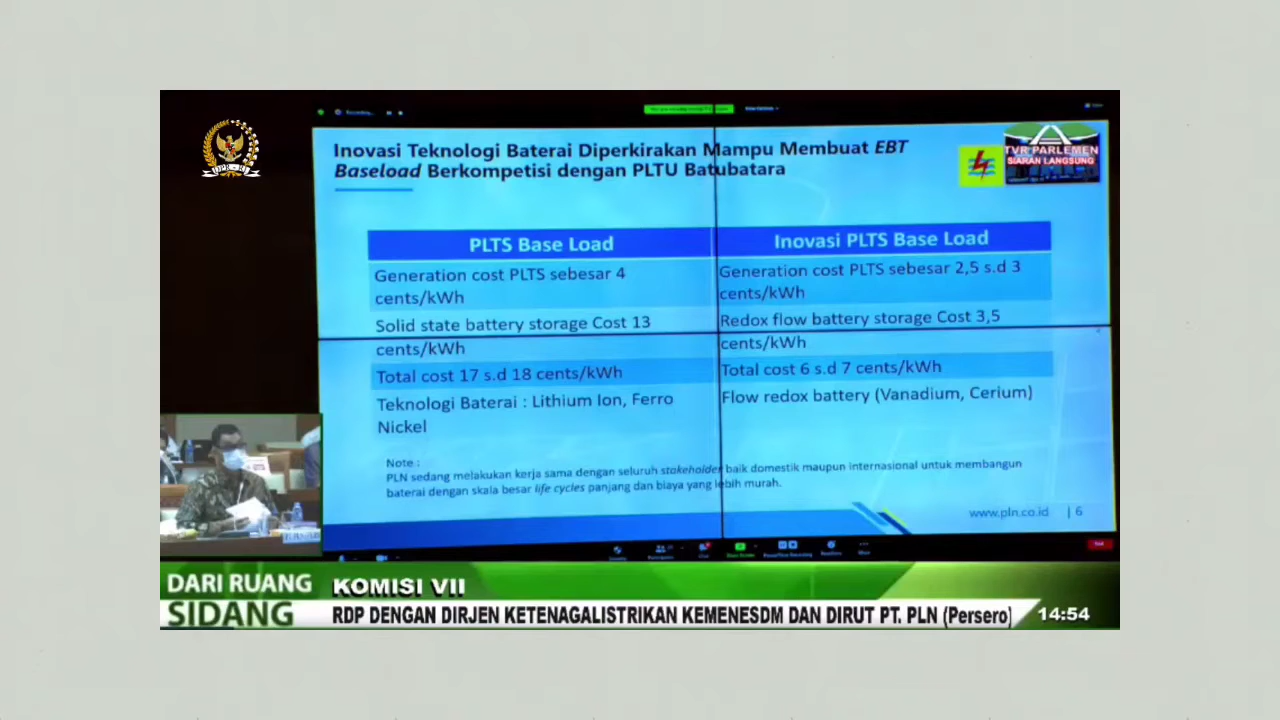 Inovasi Teknologi Baterai Diperkirakan Mampu Membuat EBT
Baseload Berkompetisi dengan PLTU Batubara
TVR PARLEMEN
SIARAN LANGSUNG
DPR-RI
PLTS Base Load
Inovasi PLTS Base Load
Generation cost PLTS sebesar 4
cents/kWh
Generation cost PLTS sebesar 2,5 s.d 3
cents/kWh
Solid state battery storage Cost 13
cents/kWh
Redox flow battery storage Cost 3,5
cents/kWh
Total cost 17 s.d 18 cents/kWh
Total cost 6 s.d 7 cents/kWh
Teknologi Baterai : Lithium Ion, Ferro
Nickel
Flow redox battery (Vanadium, Cerium)
Note :
PLN sedang melakukan kerja sama dengan seluruh stakeholder baik domestik maupun internasional untuk membangun
baterai dengan skala besar life cycles panjang dan biaya yang lebih murah.
www.pln.co.id | 6
DARI RUANG
SIDANG
KOMISI VII
RDP DENGAN DIRJEN KETENAGALISTRIKAN KEMENESDM DAN DIRUT PT. PLN (Persero)
14:54